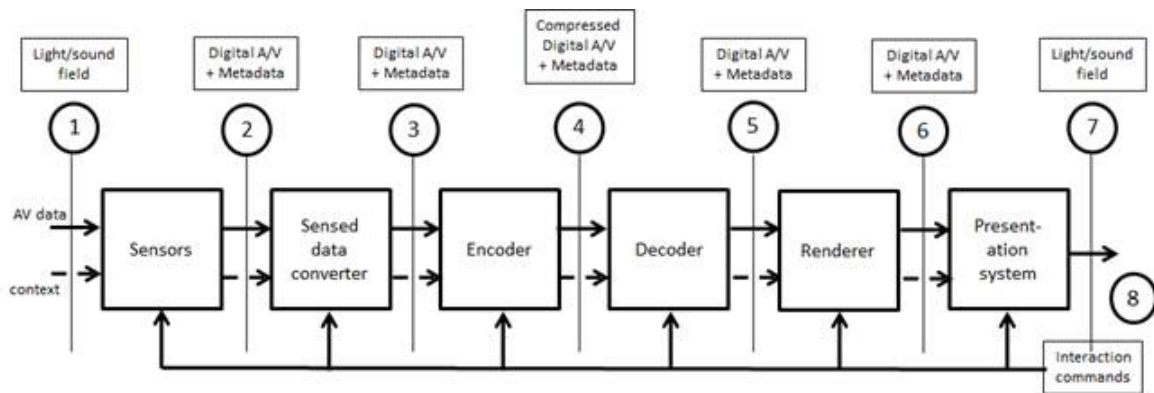 Light/sound
field
Digital A/V
+ Metadata
Digital A/V
+ Metadata
Compressed
Digital A/V
+ Metadata
Digital A/V
+ Metadata
Digital A/V
+ Metadata
Light/sound
field
1
2
3
4
5
6
7
AV data
context
Sensors
Sensed
data
converter
Encoder
Decoder
Renderer
Present-
ation
system
8
Interaction
commands